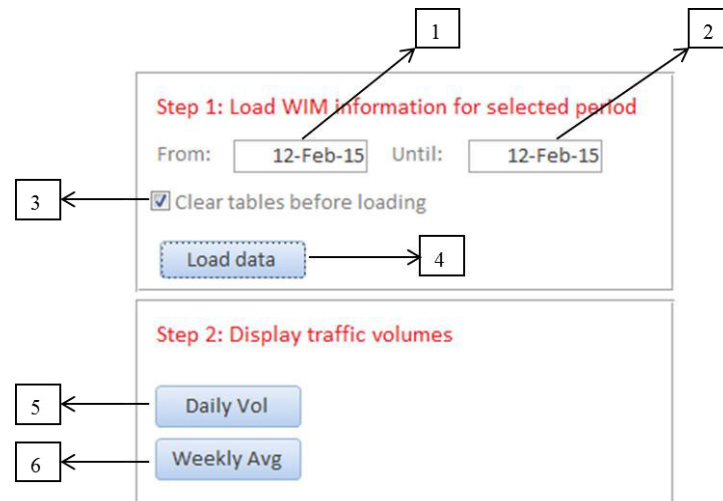 1 2
Step 1: Load WIM information for selected period
From: 12-Feb-15 Until: 12-Feb-15
3 Clear tables before loading
Load data 4
Step 2: Display traffic volumes
5 Daily Vol
6 Weekly Avg